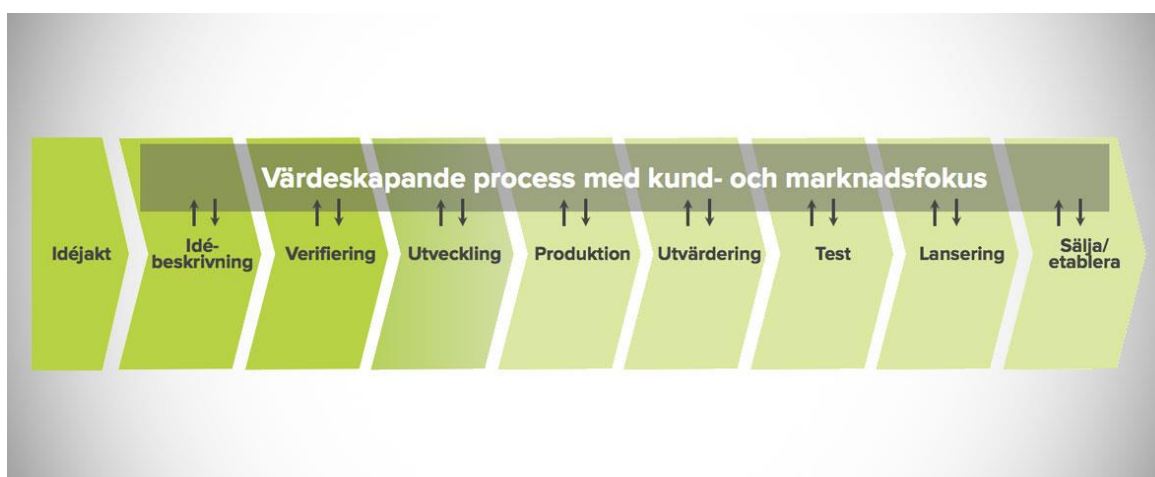 Värdeskapande process med kund- och marknadsfokus
Idéjakt
Idé-
beskrivning
Verifiering
Utveckling
Produktion
Utvärdering
Test
Lansering
Sälja/
etablera